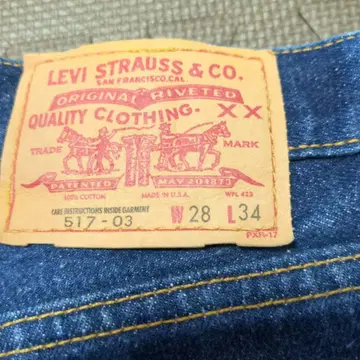 LEVI STRAUSS & CO.
SAN FRANCISCO, CAL.
ORIGINAL RIVETED
QUALITY CLOTHING. XX
TRADE MARK
PATENTED MAY 20 1873
100% COTTON MADE IN U.S.A. WPL 423
CARE INSTRUCTIONS INSIDE GARMENT
517-03 W 28 L 34